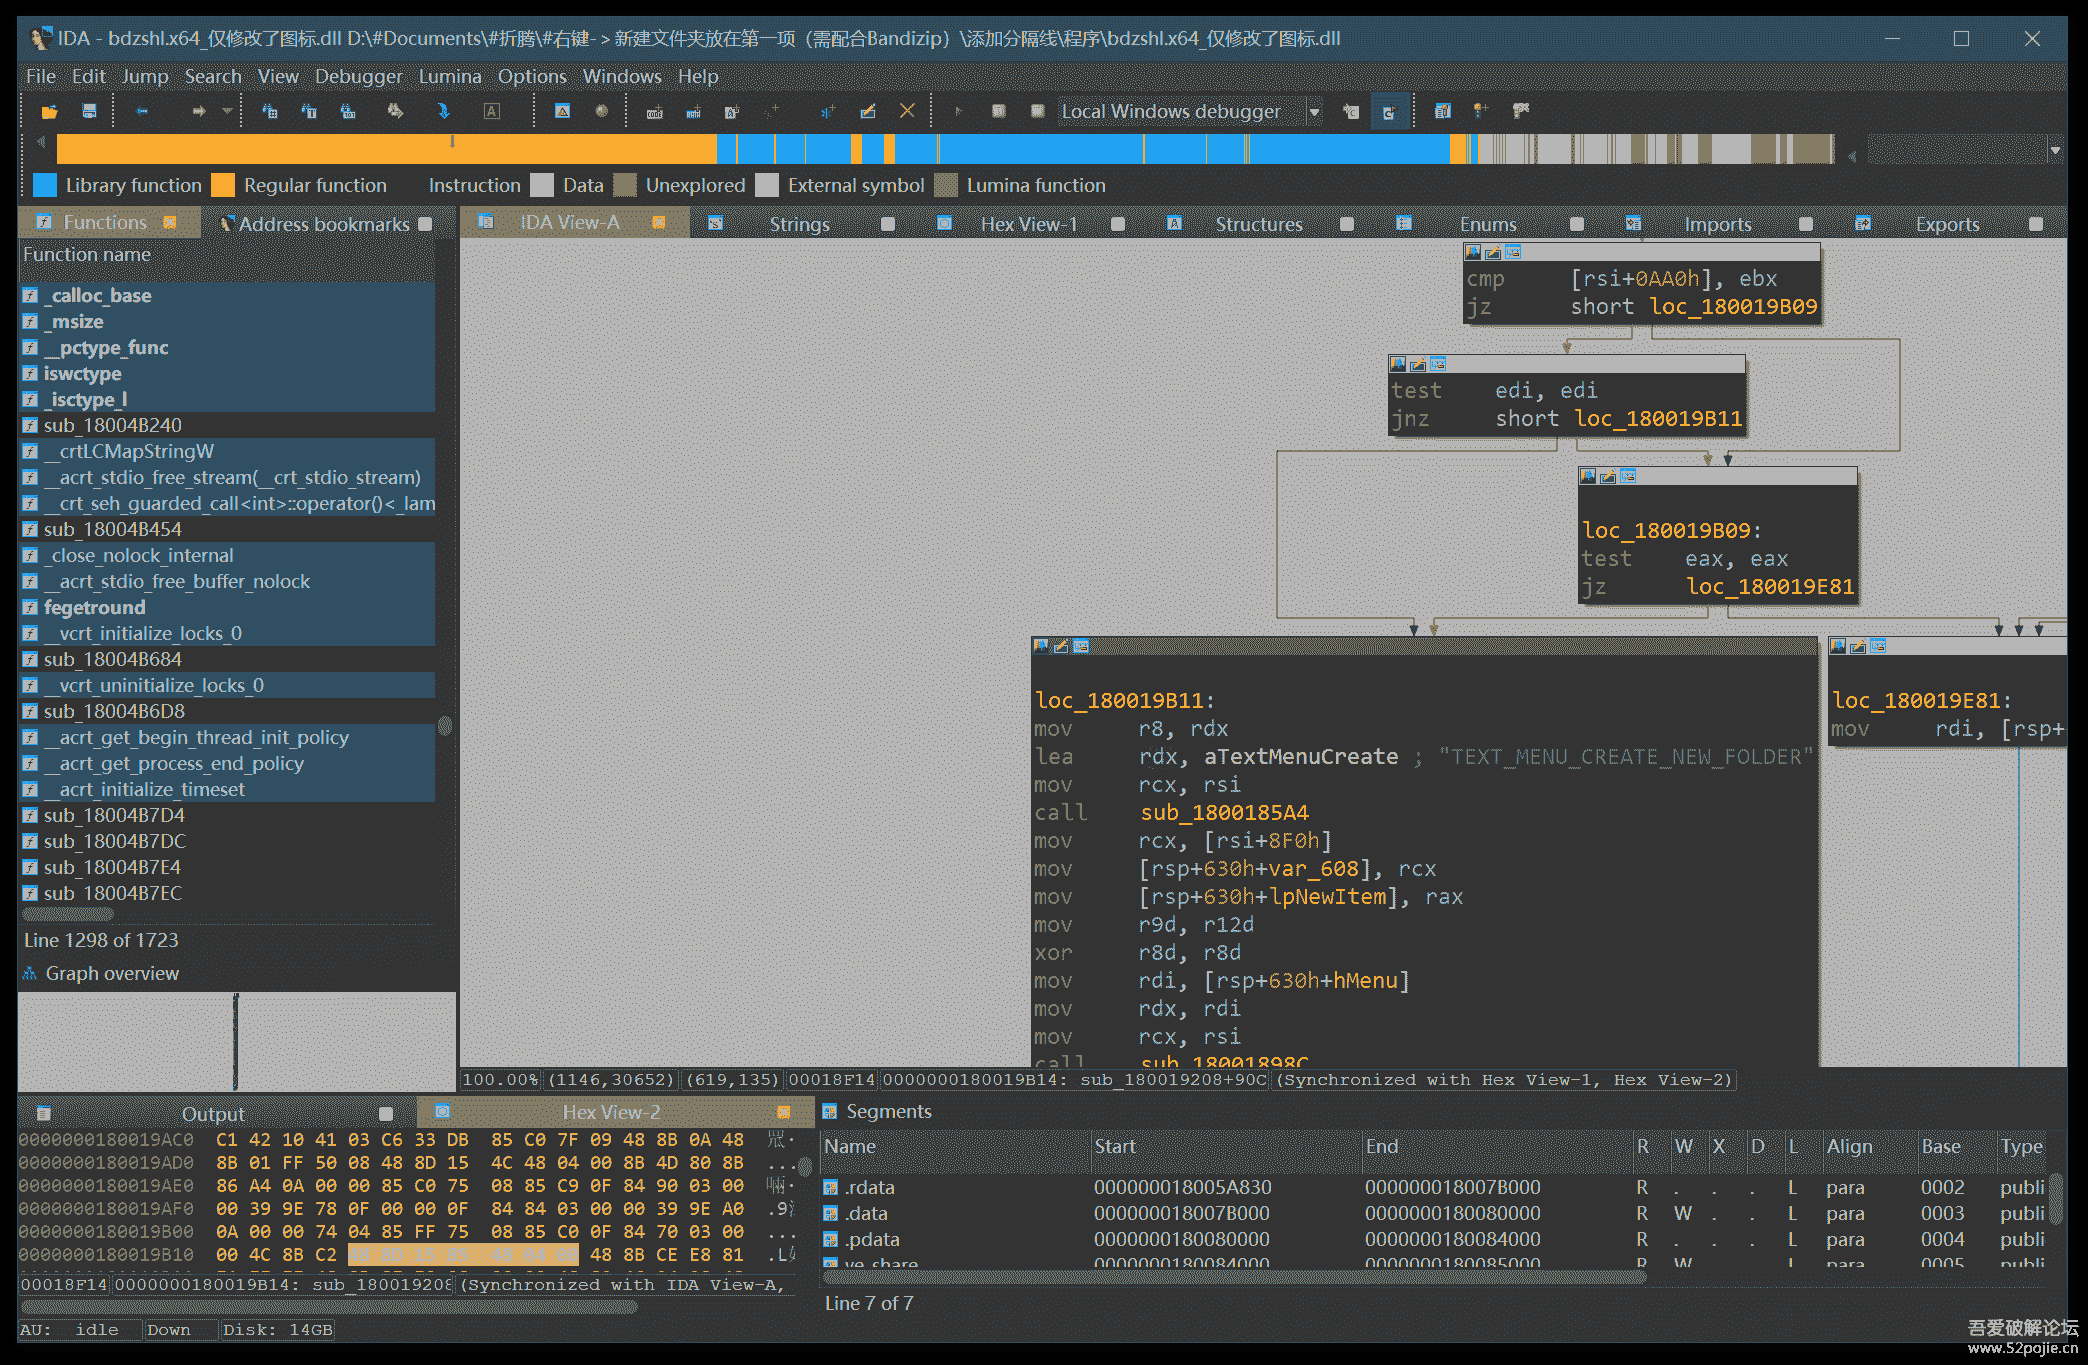 IDA - bdzshl.x64_仅修改了图标.dll D:\#Documents\#折腾\#右键->新建文件夹放在第一项（需配合Bandizip）\添加分隔线\程序\bdzshl.x64_仅修改了图标.dll
File Edit Jump Search View Debugger Lumina Options Windows Help
Local Windows debugger
Library function Regular function Instruction Data Unexplored External symbol Lumina function
Functions Address bookmarks IDA View-A Strings Hex View-1 Structures Enums Imports Exports
Function name
_calloc_base
_msize
__pctype_func
iswctype
_isctype_l
sub_18004B240
__crtLCMapStringW
__acrt_stdio_free_stream(__crt_stdio_stream)
__crt_seh_guarded_call<int>::operator()<_lam
sub_18004B454
_close_nolock_internal
__acrt_stdio_free_buffer_nolock
fegetround
__vcrt_initialize_locks_0
sub_18004B684
__vcrt_uninitialize_locks_0
sub_18004B6D8
__acrt_get_begin_thread_init_policy
__acrt_get_process_end_policy
__acrt_initialize_timeset
sub_18004B7D4
sub_18004B7DC
sub_18004B7E4
sub_18004B7EC
Line 1298 of 1723
Graph overview
cmp [rsi+0AA0h], ebx
jz short loc_180019B09
test edi, edi
jnz short loc_180019B11
loc_180019B09:
test eax, eax
jz loc_180019E81
loc_180019B11:
mov r8, rdx
lea rdx, aTextMenuCreate ; "TEXT_MENU_CREATE_NEW_FOLDER"
mov rcx, rsi
call sub_1800185A4
mov rcx, [rsi+8F0h]
mov [rsp+630h+var_608], rcx
mov [rsp+630h+lpNewItem], rax
mov r9d, r12d
xor r8d, r8d
mov rdi, [rsp+630h+hMenu]
mov rdx, rdi
mov rcx, rsi
call sub_18001898C
loc_180019E81:
mov rdi, [rsp+
100.00% (1146,30652) (619,135) 00018F14 0000000180019B14: sub_180019208+90C (Synchronized with Hex View-1, Hex View-2)
Output Hex View-2
0000000180019AC0 C1 42 10 41 03 C6 33 DB 85 C0 7F 09 48 8B 0A 48
0000000180019AD0 8B 01 FF 50 08 48 8D 15 4C 48 04 00 8B 4D 80 8B ...
0000000180019AE0 86 A4 0A 00 00 85 C0 75 08 85 C9 0F 84 90 03 00
0000000180019AF0 00 39 9E 78 0F 00 00 0F 84 84 03 00 00 39 9E A0 .9
0000000180019B00 0A 00 00 74 04 85 FF 75 08 85 C0 0F 84 70 03 00 ...
0000000180019B10 00 4C 8B C2 48 8B CE E8 81 .L
00018F14 0000000180019B14: sub_180019208 (Synchronized with IDA View-A,
Segments
Name Start End R W X D L Align Base Type
.rdata 000000018005A830 000000018007B000 R . . . L para 0002 publi
.data 000000018007B000 0000000180080000 R W . . L para 0003 publi
.pdata 0000000180080000 0000000180084000 R . . . L para 0004 publi
ve_share 0000000180084000 0000000180085000 R W . . L para 0005 publi
Line 7 of 7
AU: idle Down Disk: 14GB
吾爱破解论坛
www.52pojie.cn